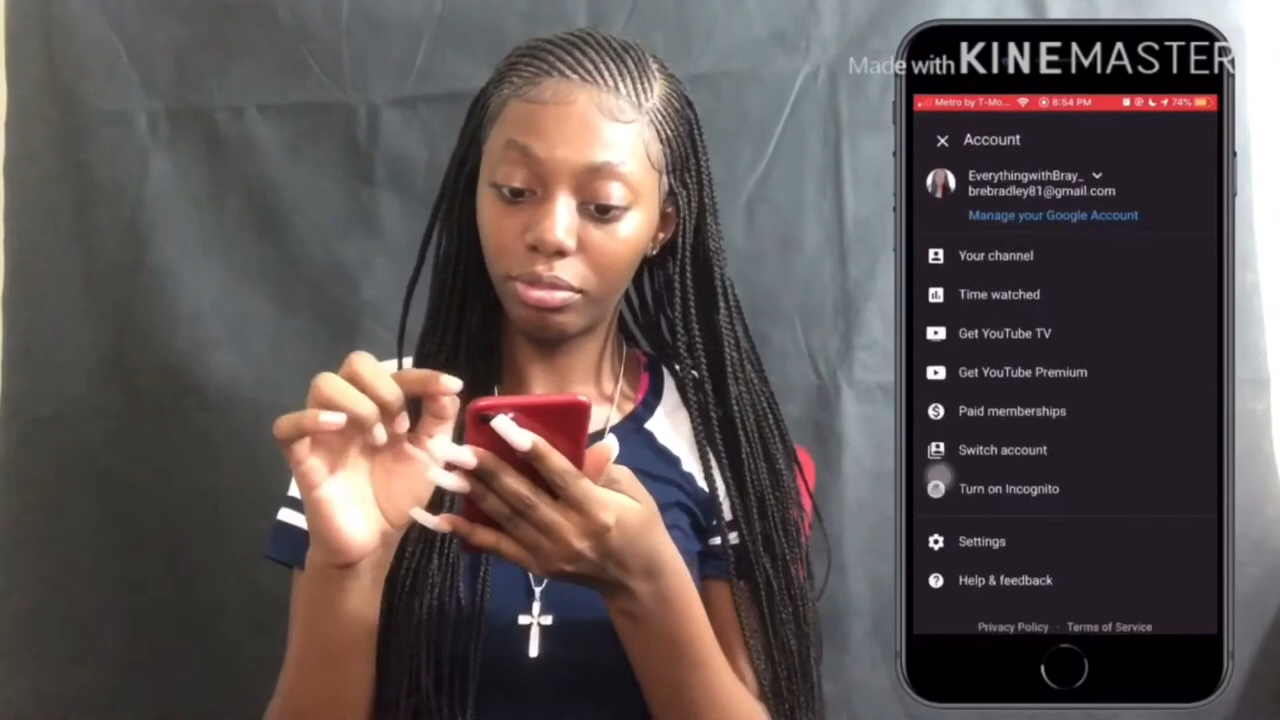 Made with KINEMASTER
Metro by T-Mo... 8:54 PM 74%
Account
EverythingwithBray_
brebradley81@gmail.com
Manage your Google Account
Your channel
Time watched
Get YouTube TV
Get YouTube Premium
Paid memberships
Switch account
Turn on Incognito
Settings
Help & feedback
Privacy Policy · Terms of Service